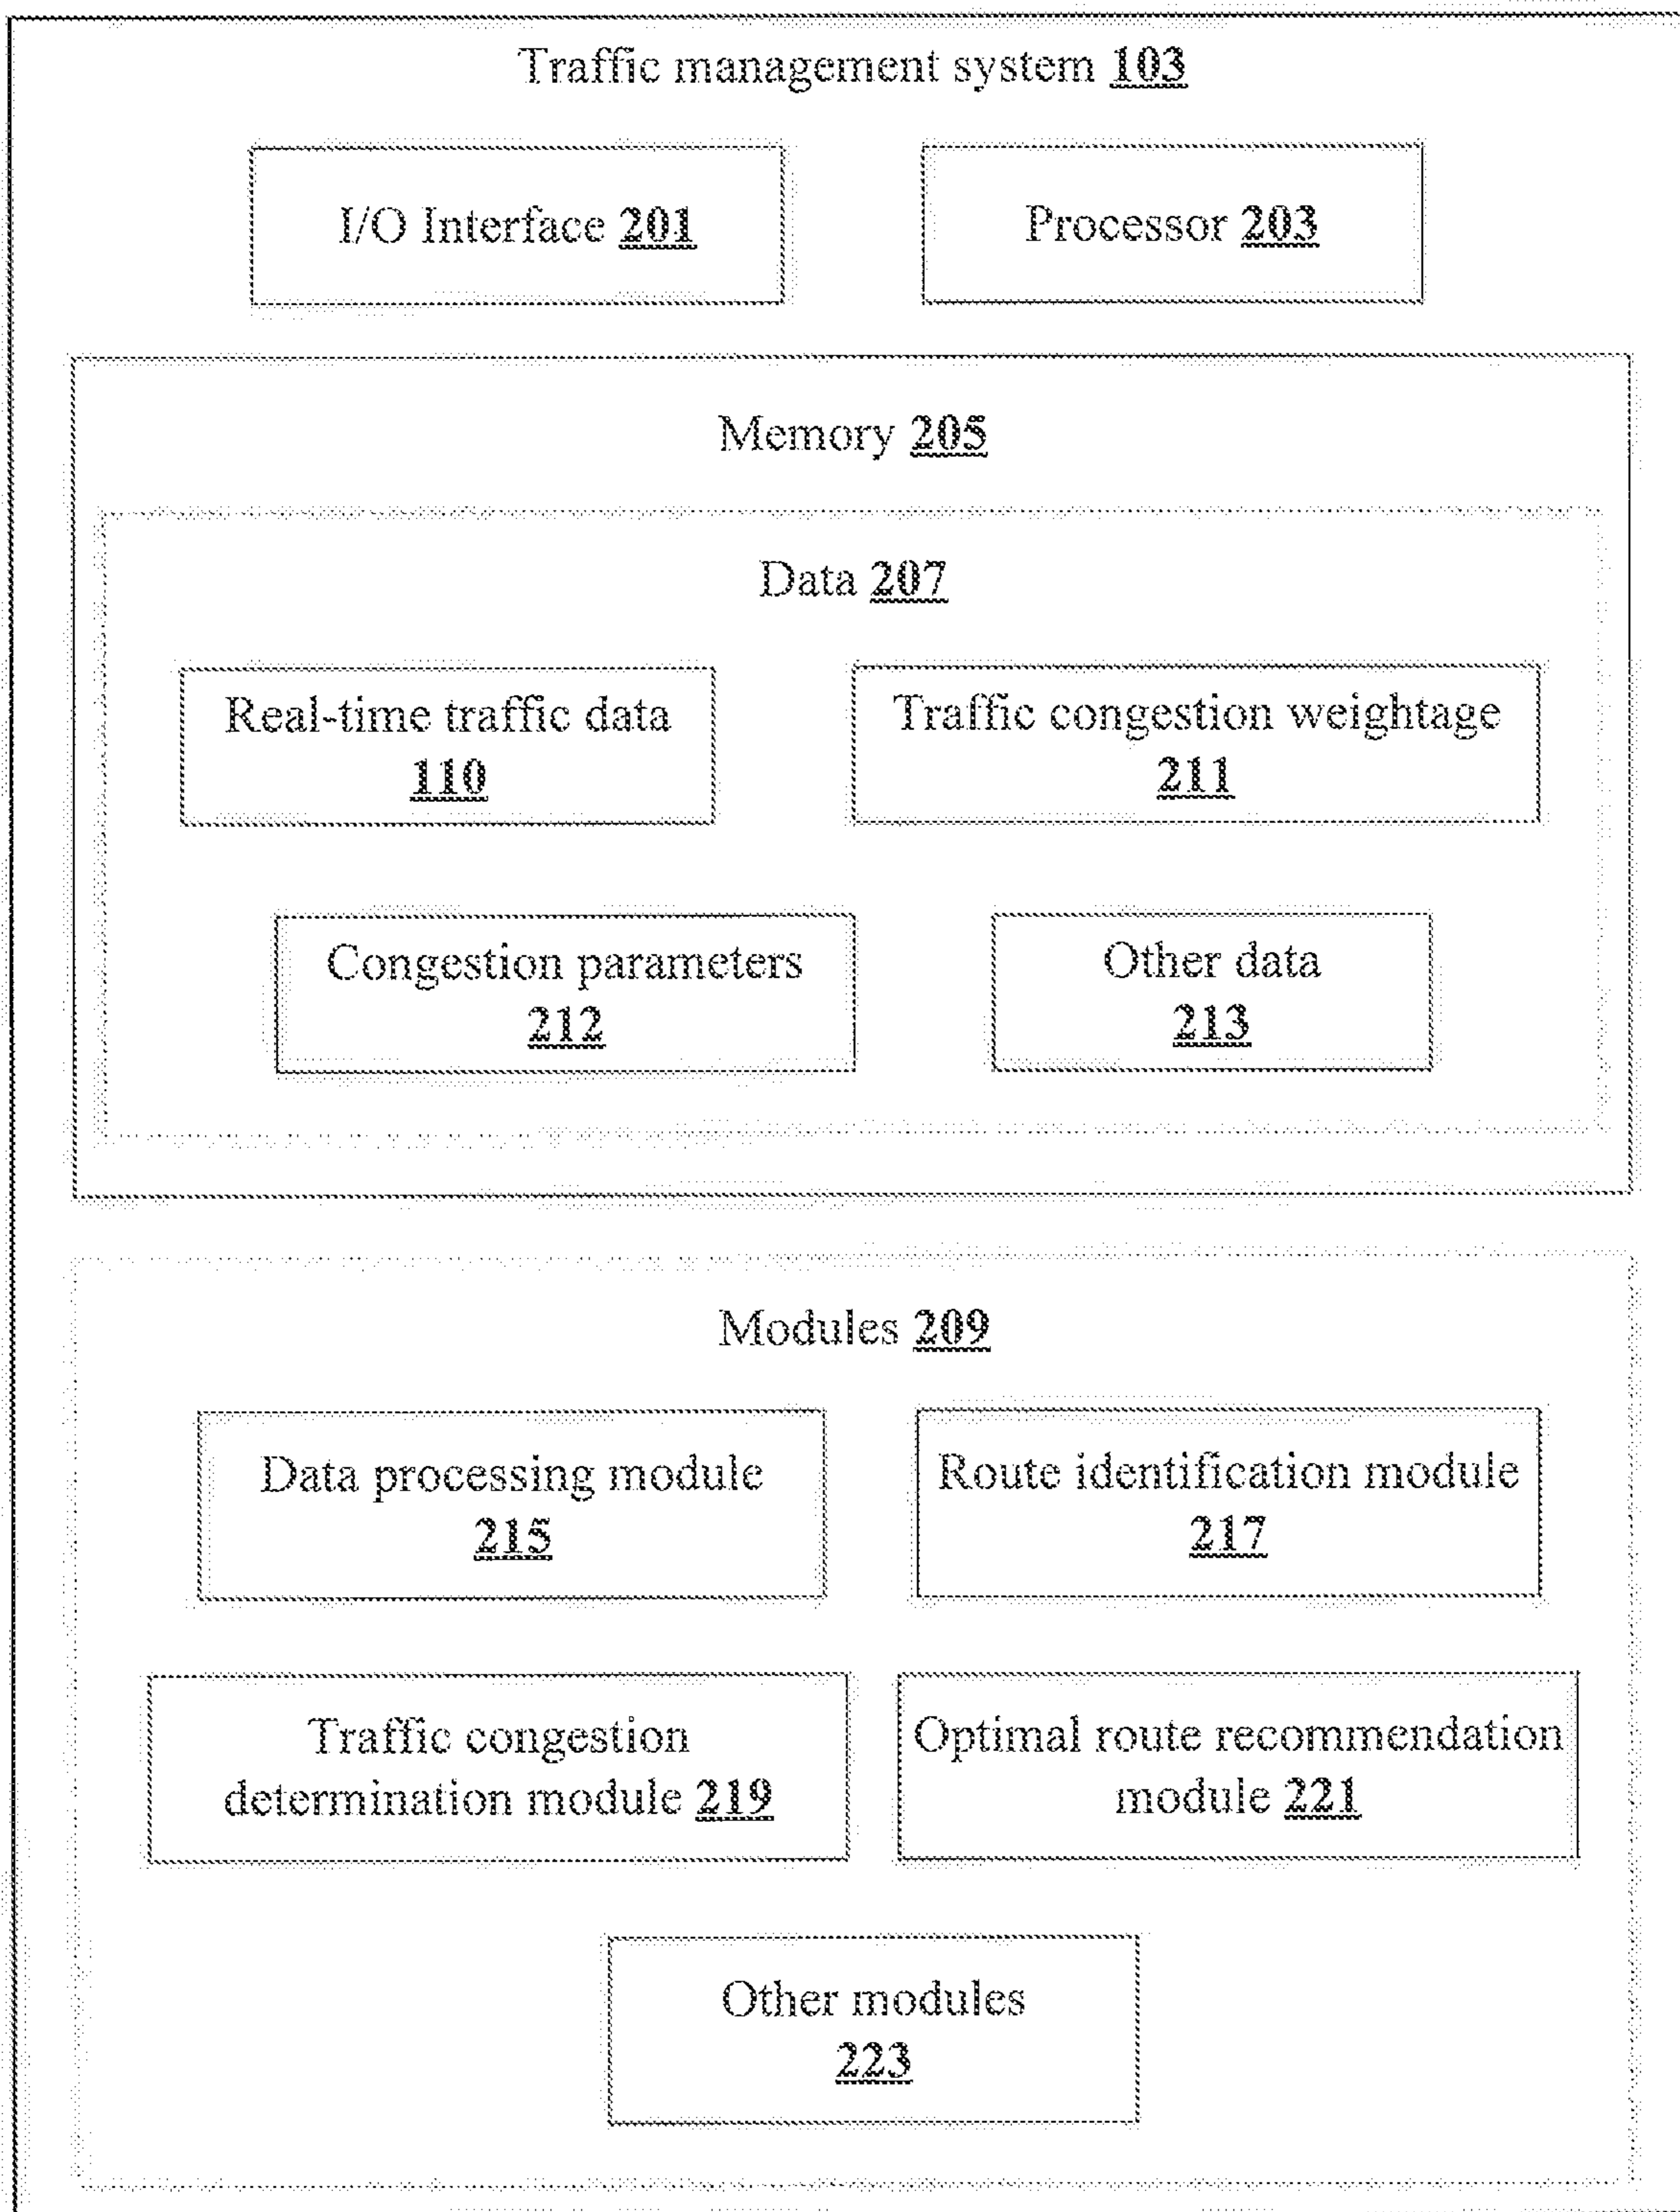 Traffic management system 103
I/O Interface 201
Processor 203
Memory 205
Data 207
Real-time traffic data
110
Traffic congestion weightage
211
Congestion parameters
212
Other data
213
Modules 209
Data processing module
215
Route identification module
217
Traffic congestion
determination module 219
Optimal route recommendation
module 221
Other modules
223